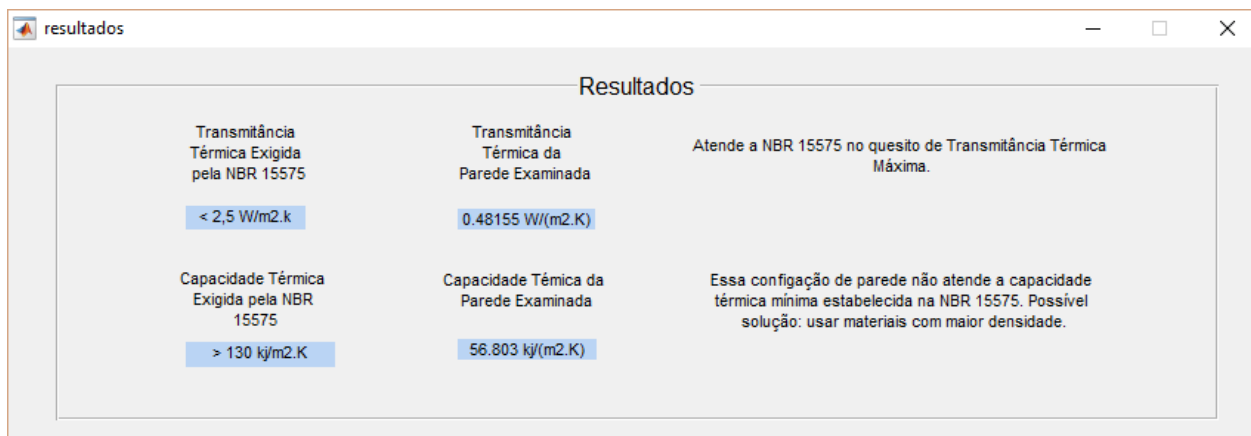 resultados
Resultados
Transmitância
Térmica Exigida
pela NBR 15575
< 2,5 W/m2.k
Transmitância
Térmica da
Parede Examinada
0.48155 W/(m2.K)
Atende a NBR 15575 no quesito de Transmitância Térmica
Máxima.
Capacidade Térmica
Exigida pela NBR
15575
> 130 kj/m2.K
Capacidade Témica da
Parede Examinada
56.803 kj/(m2.K)
Essa configação de parede não atende a capacidade
térmica mínima estabelecida na NBR 15575. Possível
solução: usar materiais com maior densidade.